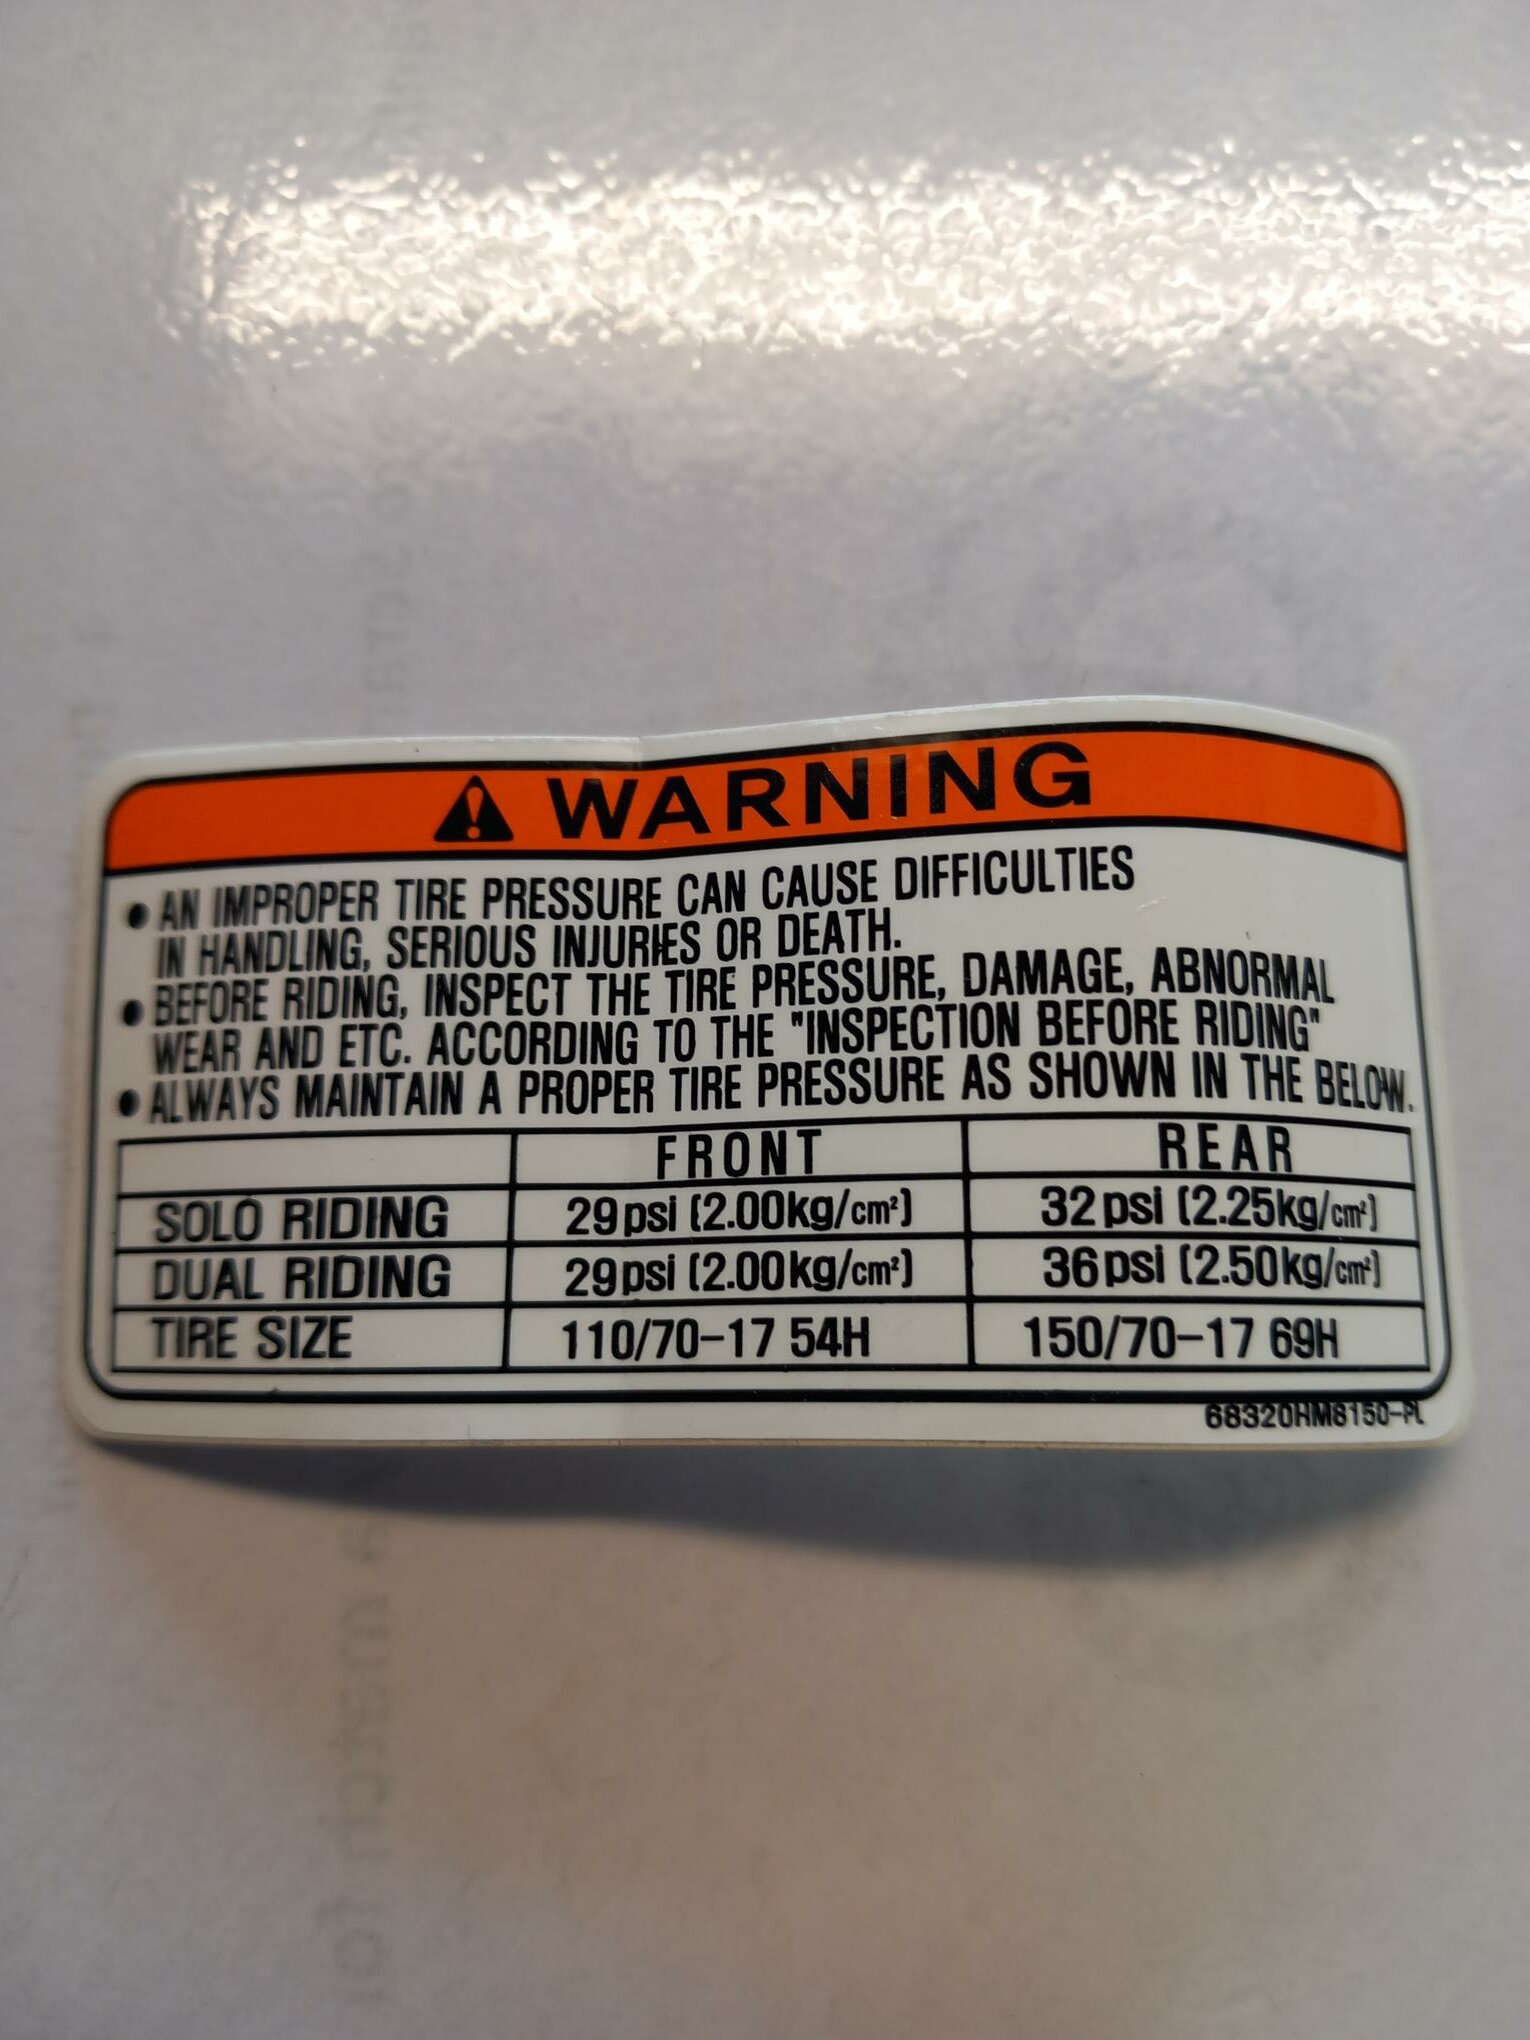 WARNING
• AN IMPROPER TIRE PRESSURE CAN CAUSE DIFFICULTIES
IN HANDLING, SERIOUS INJURIES OR DEATH.
• BEFORE RIDING, INSPECT THE TIRE PRESSURE, DAMAGE, ABNORMAL
WEAR AND ETC. ACCORDING TO THE "INSPECTION BEFORE RIDING"
• ALWAYS MAINTAIN A PROPER TIRE PRESSURE AS SHOWN IN THE BELOW.
FRONT REAR
SOLO RIDING 29psi (2.00kg/cm²) 32psi (2.25kg/cm²)
DUAL RIDING 29psi (2.00kg/cm²) 36psi (2.50kg/cm²)
TIRE SIZE 110/70-17 54H 150/70-17 69H
68320HM8150-PL